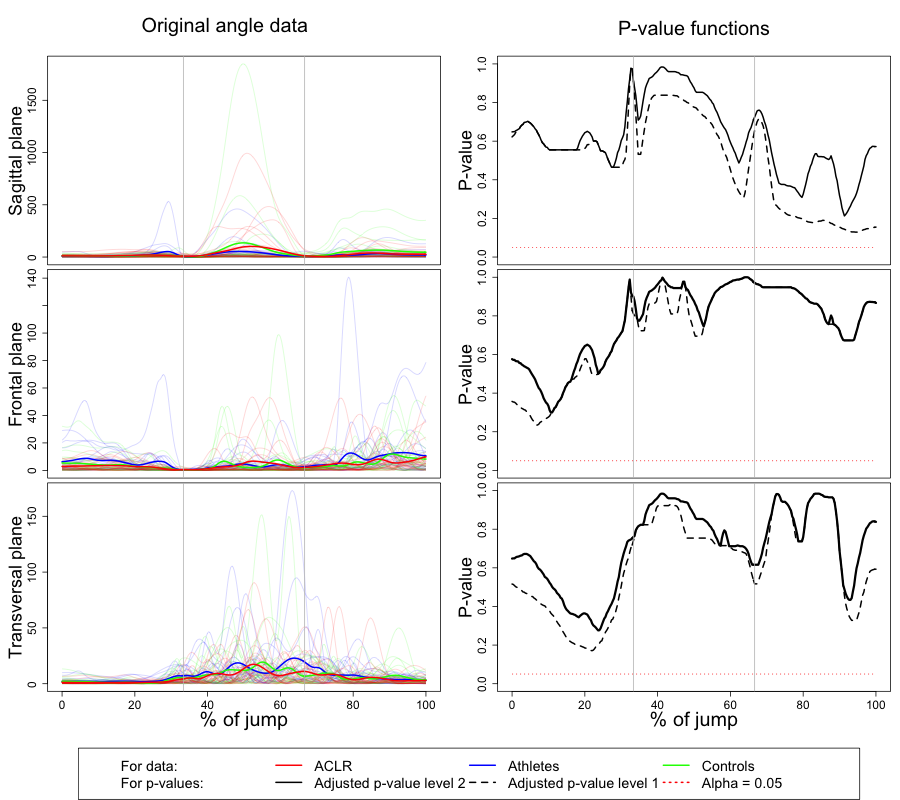 Original angle data
P-value functions
Sagittal plane
0 500 1000 1500
P-value
0.0 0.2 0.4 0.6 0.8 1.0
Frontal plane
0 20 40 60 100 140
P-value
0.0 0.2 0.4 0.6 0.8 1.0
Transversal plane
0 50 100 150
P-value
0.0 0.2 0.4 0.6 0.8 1.0
0 20 40 60 80 100
0 20 40 60 80 100
% of jump
% of jump
For data: ACLR Athletes Controls
For p-values: Adjusted p-value level 2 Adjusted p-value level 1 Alpha = 0.05